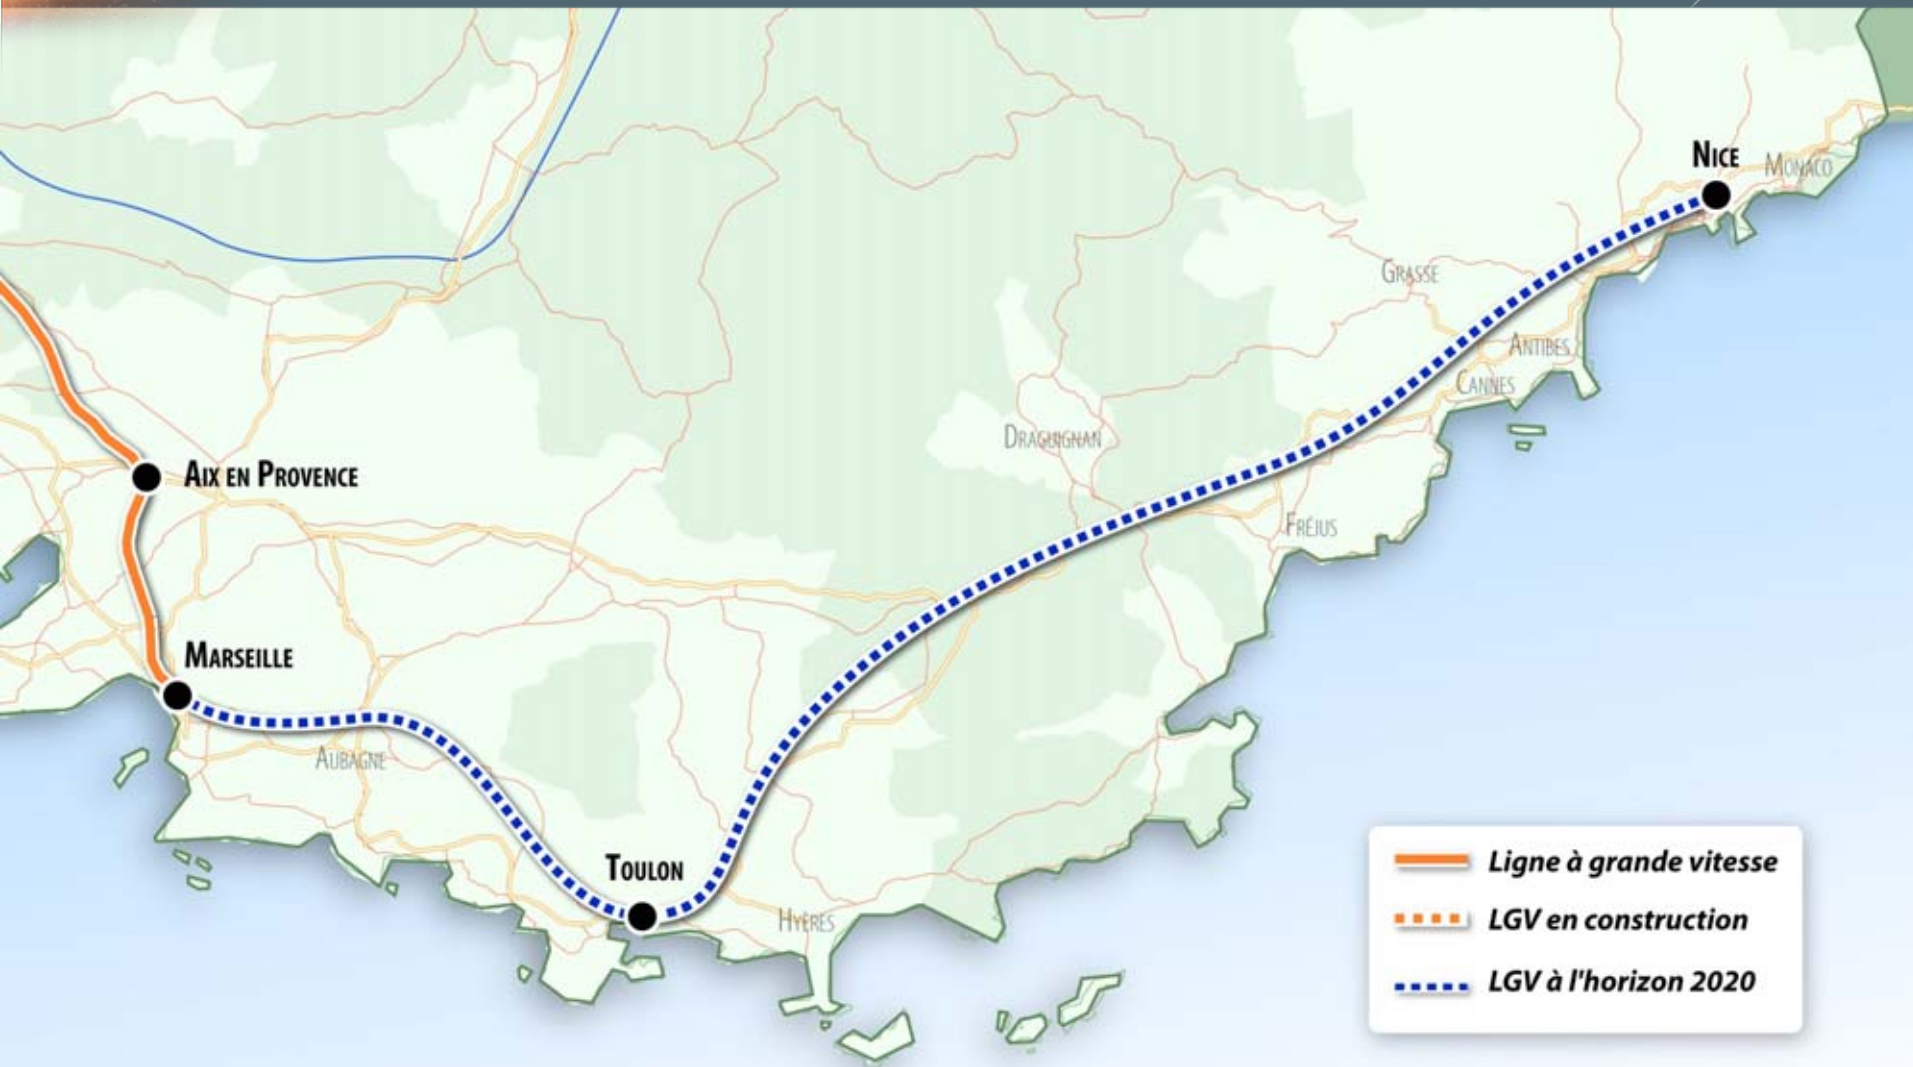 NICE
MONACO
GRASSE
ANTIBES
CANNES
DRAGUIGNAN
AIX EN PROVENCE
FRÉJUS
MARSEILLE
AUBAGNE
TOULON
HYÈRES
Ligne à grande vitesse
LGV en construction
LGV à l'horizon 2020